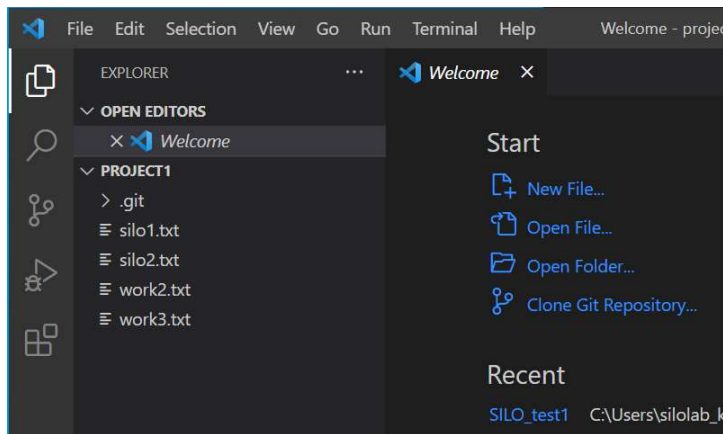 File Edit Selection View Go Run Terminal Help Welcome - projec
EXPLORER ...
OPEN EDITORS
Welcome
PROJECT1
.git
silo1.txt
silo2.txt
work2.txt
work3.txt
Welcome
Start
New File...
Open File...
Open Folder...
Clone Git Repository...
Recent
SILO_test1 C:\Users\silolab_k